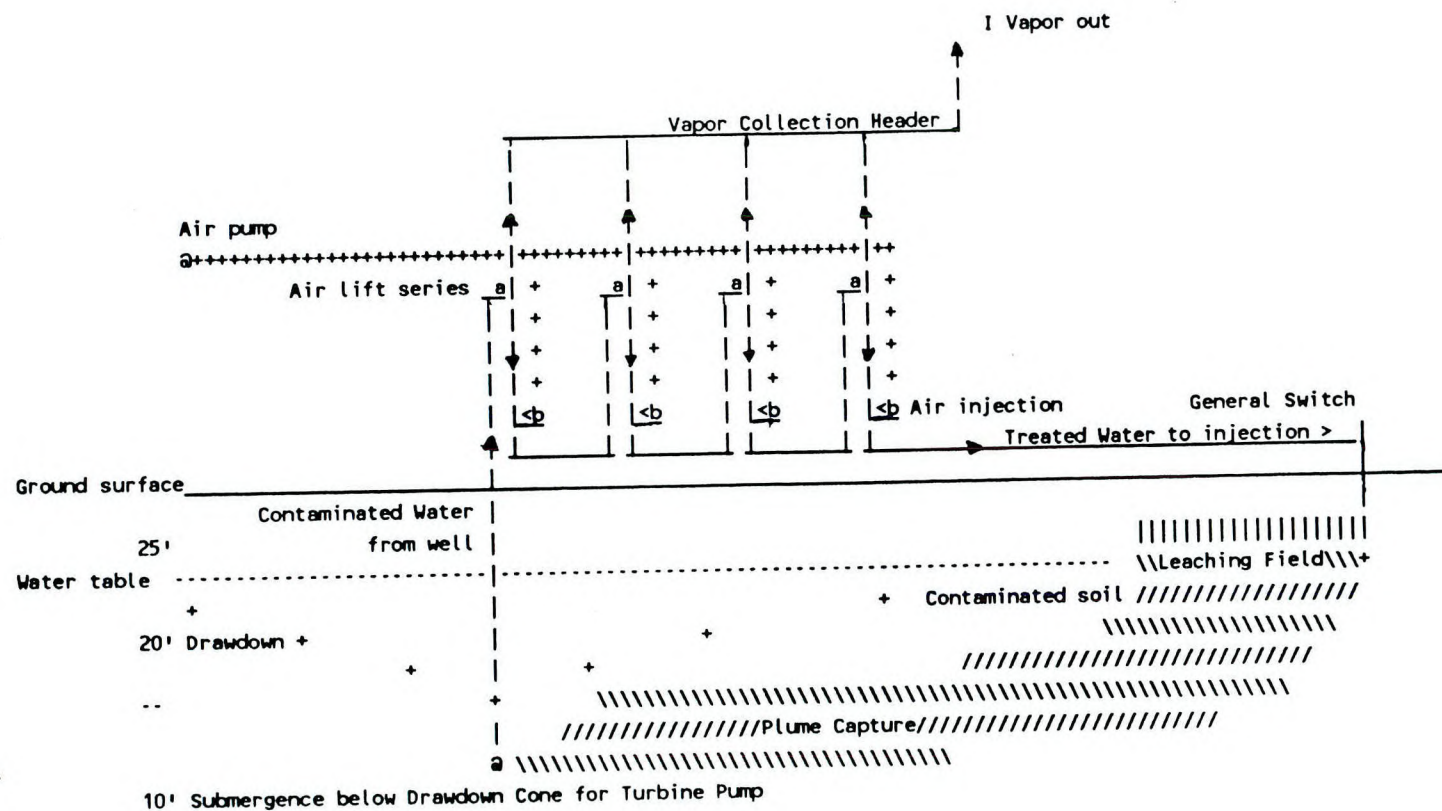 I Vapor out
Vapor Collection Header
Air pump
a+++++++++++++++++++++++++++ +++++++++ +++++++++ +++++++++ ++
Air lift series a + a + a + a +
+ + + +
+ + + +
+ + + +
<b <b <b <b Air injection General Switch
Treated Water to injection >
Ground surface
Contaminated Water
25' from well
Water table \\Leaching Field\\\+
+ + Contaminated soil ///////////////////
20' Drawdown + + \\\\\\\\\\\\\\\\\\\\
+ + //////////////////////////////
-- + \\\\\\\\\\\\\\\\\\\\\\\\\\\\\\\\\\\\\\\\\\\\\\\\\\\\\\\\\\\
/////////////////Plume Capture//////////////////////////
a \\\\\\\\\\\\\\\\\\\\\\\\\\\\\\\\\\\\\
10' Submergence below Drawdown Cone for Turbine Pump